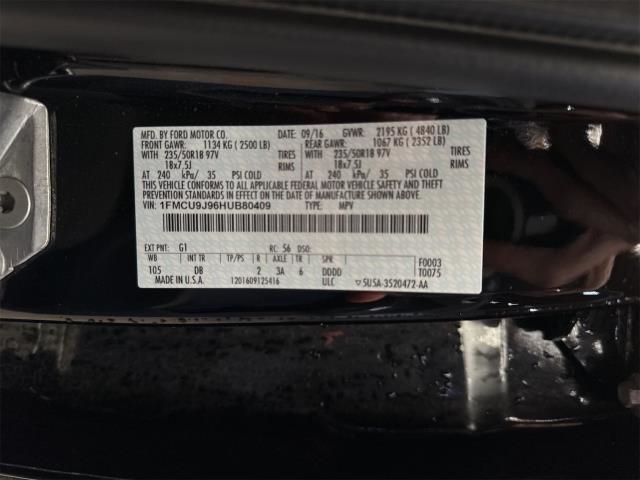 MFD. BY FORD MOTOR CO. DATE: 09/16 GVWR: 2195 KG ( 4840 LB)
FRONT GAWR: 1134 KG ( 2500 LB) REAR GAWR: 1067 KG ( 2352 LB)
WITH 235/50R18 97V TIRES WITH 235/50R18 97V TIRES
18x7.5J RIMS 18x7.5J RIMS
AT 240 kPa/ 35 PSI COLD AT 240 kPa/ 35 PSI COLD
THIS VEHICLE CONFORMS TO ALL APPLICABLE FEDERAL MOTOR VEHICLE SAFETY AND THEFT PREVENTION STANDARDS IN EFFECT ON THE
DATE OF MANUFACTURE SHOWN ABOVE.
VIN: 1FMCU9J96HUB80409 TYPE: MPV
EXT PNT: G1 RC: 56 DSO:
WB INT TR TP/PS R AXLE TR SPR F0003
105 DB 2 3A 6 DDDD T0075
MADE IN U.S.A. 1201609125416 ULC 5U5A-3520472-AA